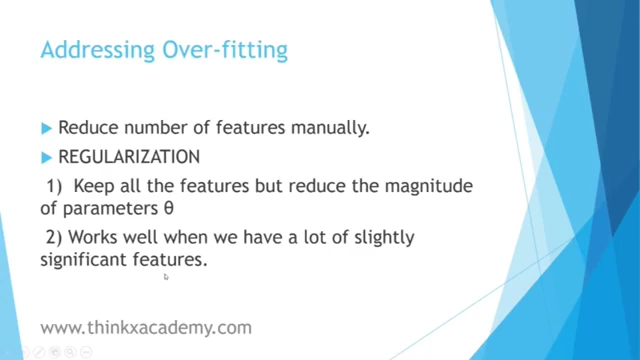 Addressing Over-fitting
Reduce number of features manually.
REGULARIZATION
1) Keep all the features but reduce the magnitude
of parameters θ
2) Works well when we have a lot of slightly
significant features.
www.thinkxacademy.com